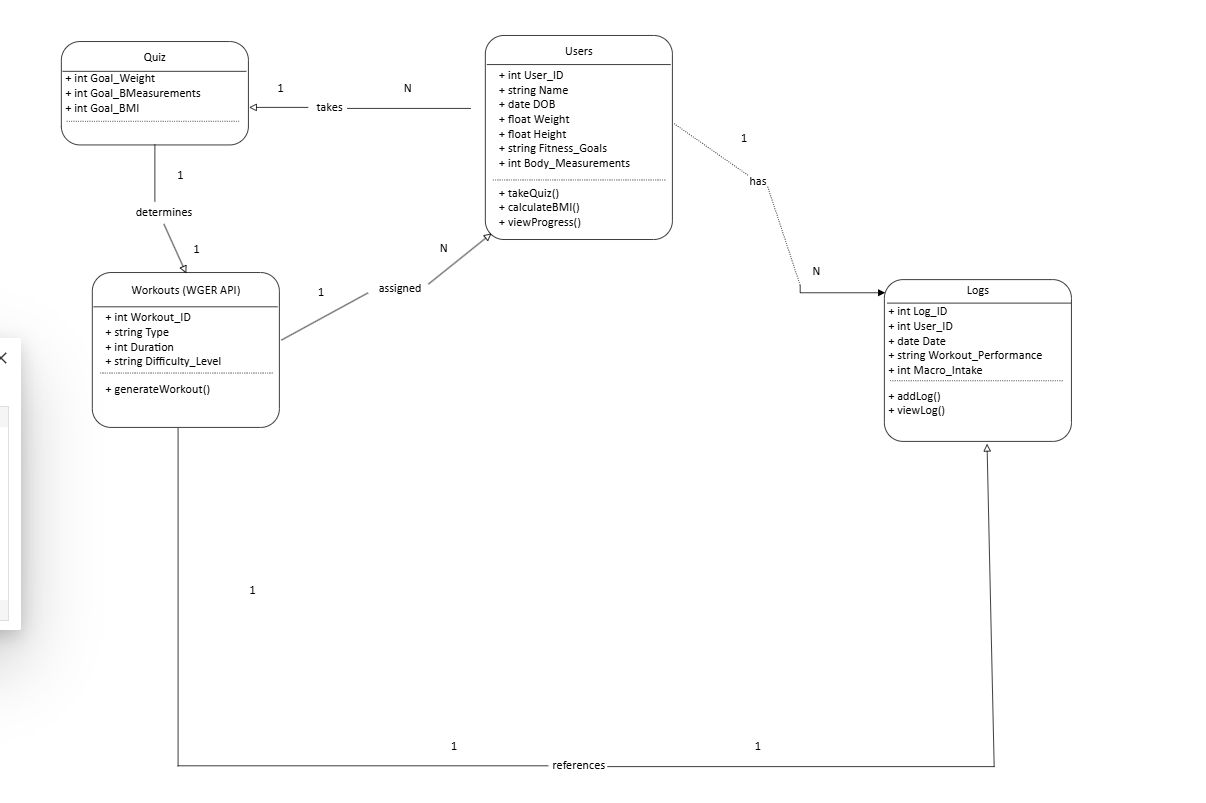 Quiz
+ int Goal_Weight
+ int Goal_BMeasurements
+ int Goal_BMI
1
takes
N
Users
+ int User_ID
+ string Name
+ date DOB
+ float Weight
+ float Height
+ string Fitness_Goals
+ int Body_Measurements
+ takeQuiz()
+ calculateBMI()
+ viewProgress()
1
has
N
1
determines
1
Workouts (WGER API)
+ int Workout_ID
+ string Type
+ int Duration
+ string Difficulty_Level
+ generateWorkout()
1
assigned
N
Logs
+ int Log_ID
+ int User_ID
+ date Date
+ string Workout_Performance
+ int Macro_Intake
+ addLog()
+ viewLog()
1
1
references
1